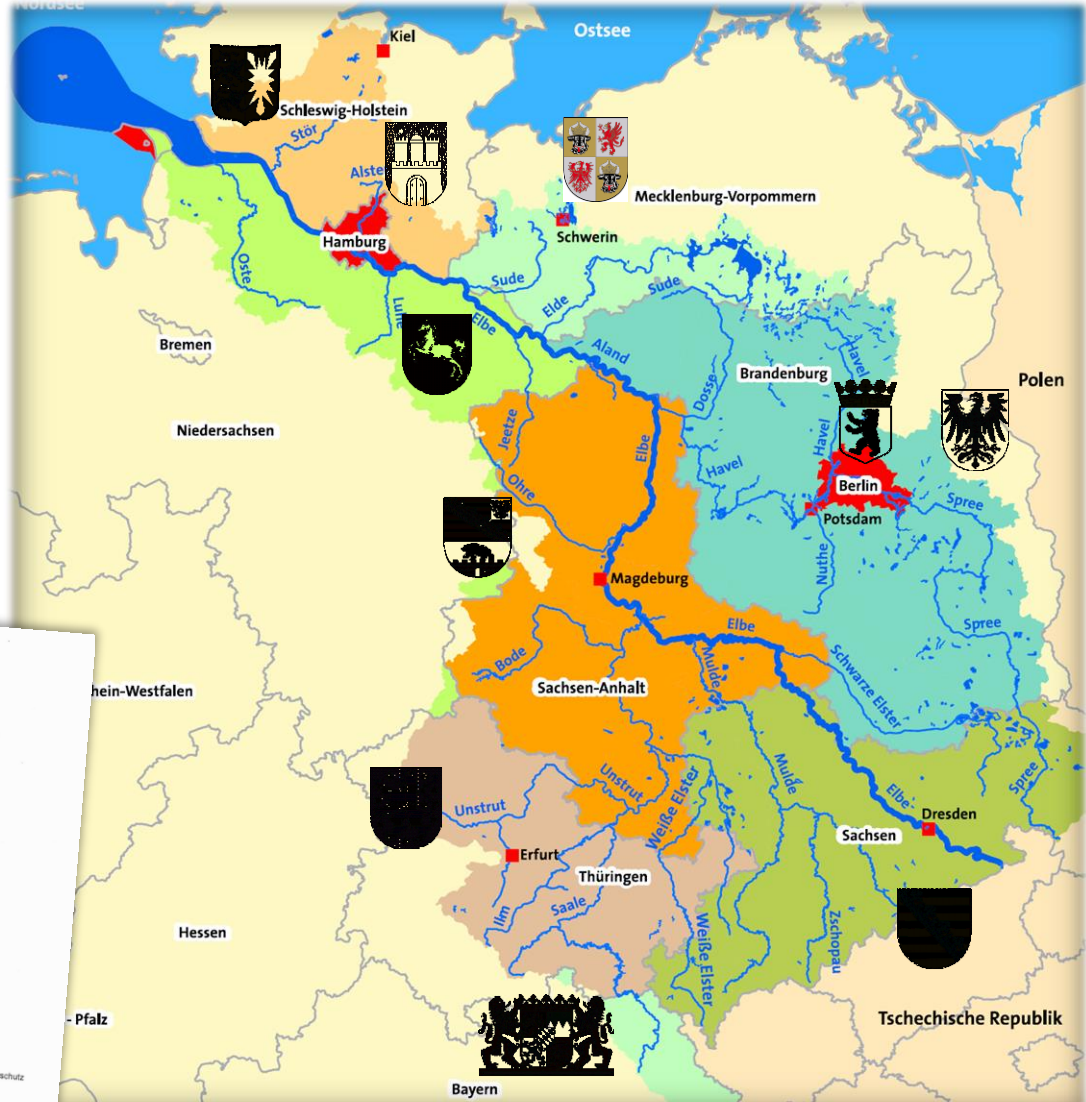 Nordsee
Ostsee
Kiel
Schleswig-Holstein
Stör
Alste
Mecklenburg-Vorpommern
Schwerin
Hamburg
Oste
Sude
Elde
Sude
Luhe
Elbe
Bremen
Aland
Havel
Brandenburg
Dosse
Polen
Niedersachsen
Jeetze
Elbe
Havel
Havel
Ohre
Berlin
Spree
Potsdam
Nuthe
Magdeburg
Elbe
Spree
Bode
Mulde
Schwarze Elster
hein-Westfalen
Sachsen-Anhalt
Unstrut
Weiße Elster
Mulde
Elbe
Spree
Unstrut
Dresden
Sachsen
Erfurt
Thüringen
Ilm
Saale
Hessen
Weiße Elster
Zschopau
- Pfalz
Tschechische Republik
schutz
Bayern